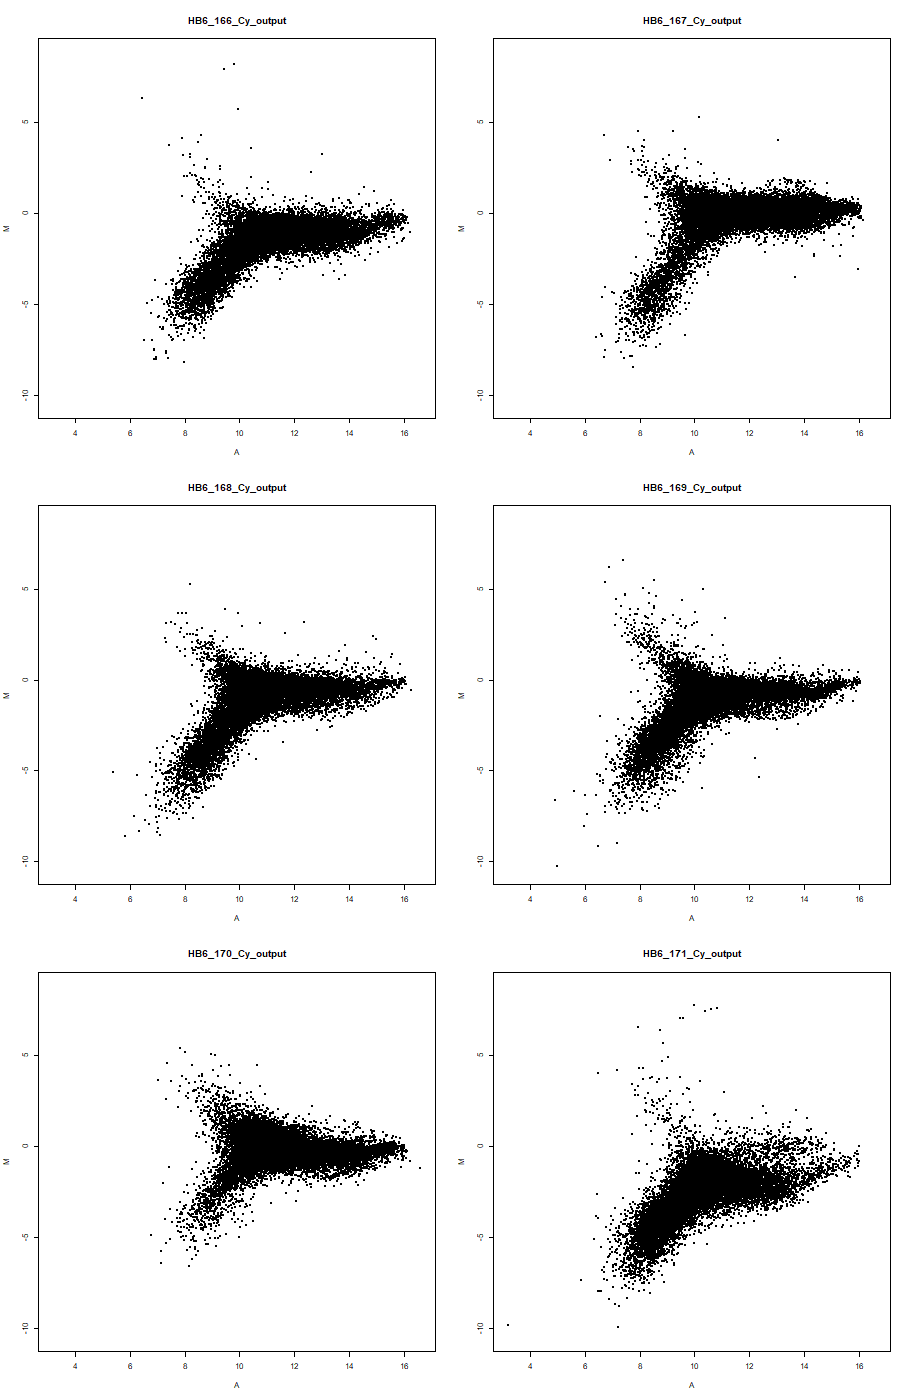 HB6_166_Cy_output
5
0
-5
-10
M
4 6 8 10 12 14 16
A
HB6_167_Cy_output
5
0
-5
-10
M
4 6 8 10 12 14 16
A
HB6_168_Cy_output
5
0
-5
-10
M
4 6 8 10 12 14 16
A
HB6_169_Cy_output
5
0
-5
-10
M
4 6 8 10 12 14 16
A
HB6_170_Cy_output
5
0
-5
-10
M
4 6 8 10 12 14 16
A
HB6_171_Cy_output
5
0
-5
-10
M
4 6 8 10 12 14 16
A